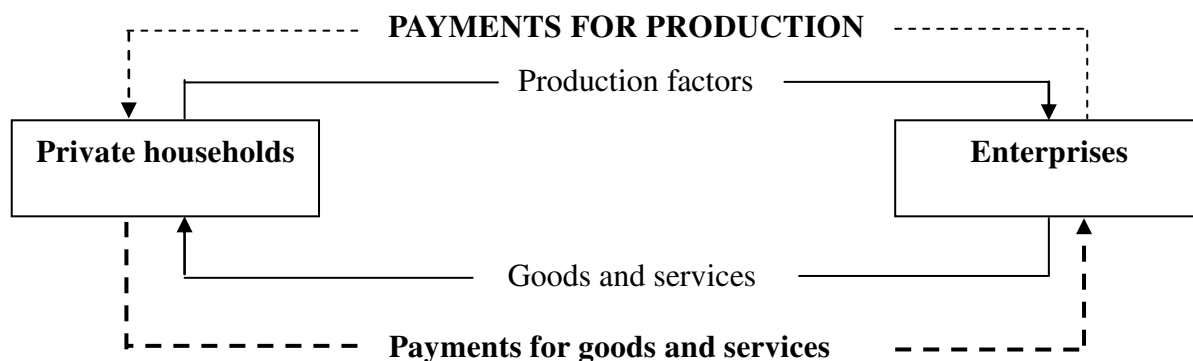 PAYMENTS FOR PRODUCTION
Production factors
Private households
Enterprises
Goods and services
Payments for goods and services